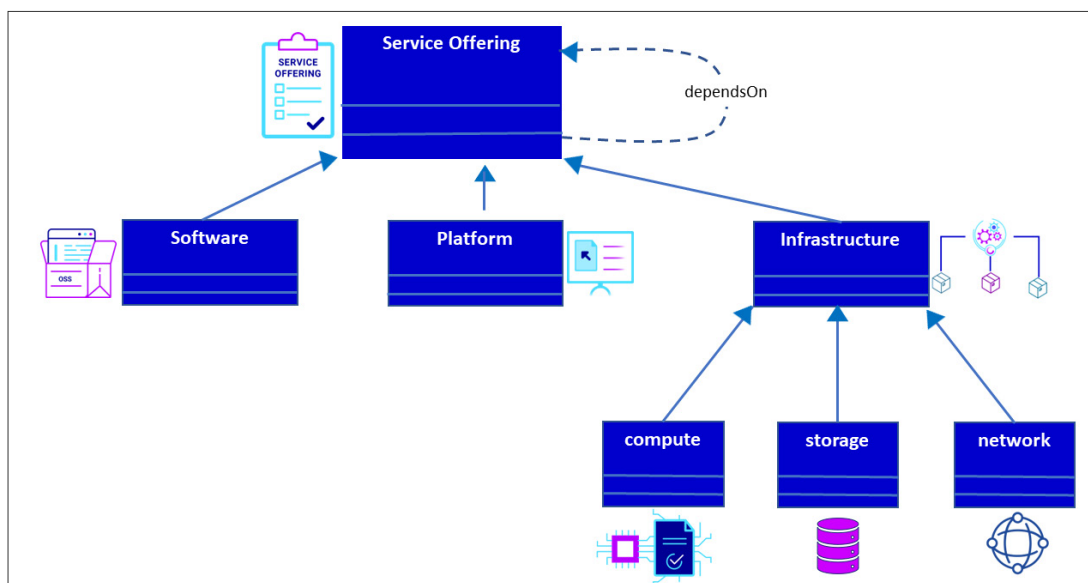 Service Offering
SERVICE
OFFERING
dependsOn
Software
Platform
Infrastructure
OSS
compute
storage
network